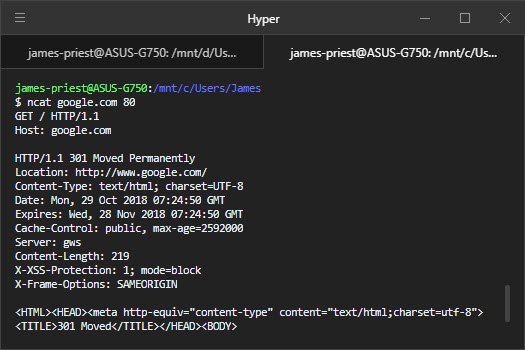 Hyper
james-priest@ASUS-G750: /mnt/d/Us...
james-priest@ASUS-G750: /mnt/c/Us...
james-priest@ASUS-G750:/mnt/c/Users/James
$ ncat google.com 80
GET / HTTP/1.1
Host: google.com
HTTP/1.1 301 Moved Permanently
Location: http://www.google.com/
Content-Type: text/html; charset=UTF-8
Date: Mon, 29 Oct 2018 07:24:50 GMT
Expires: Wed, 28 Nov 2018 07:24:50 GMT
Cache-Control: public, max-age=2592000
Server: gws
Content-Length: 219
X-XSS-Protection: 1; mode=block
X-Frame-Options: SAMEORIGIN
<HTML><HEAD><meta http-equiv="content-type" content="text/html;charset=utf-8">
<TITLE>301 Moved</TITLE></HEAD><BODY>